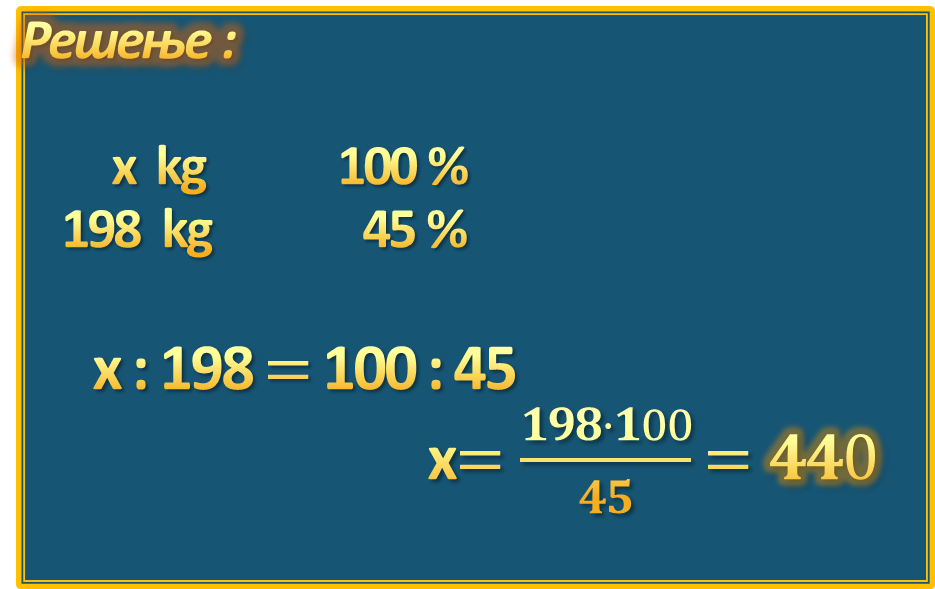 Решење :
x kg 100 %
198 kg 45 %
x : 198 = 100 : 45
x= 198·100 / 45 = 440